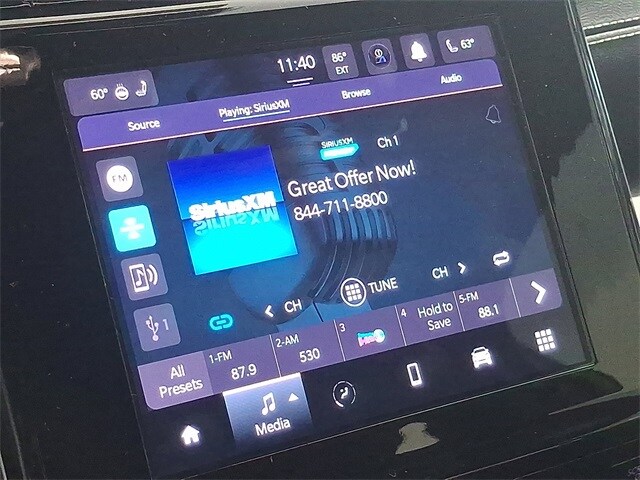 60°
11:40
86°
EXT
63°
Source
Playing: SiriusXM
Browse
Audio
FM
SIRIUSXM
Ch 1
SiriusXM
Great Offer Now!
844-711-8800
1
CH
TUNE
CH
All
Presets
1-FM
87.9
2-AM
530
3
4
Hold to
Save
5-FM
88.1
Media